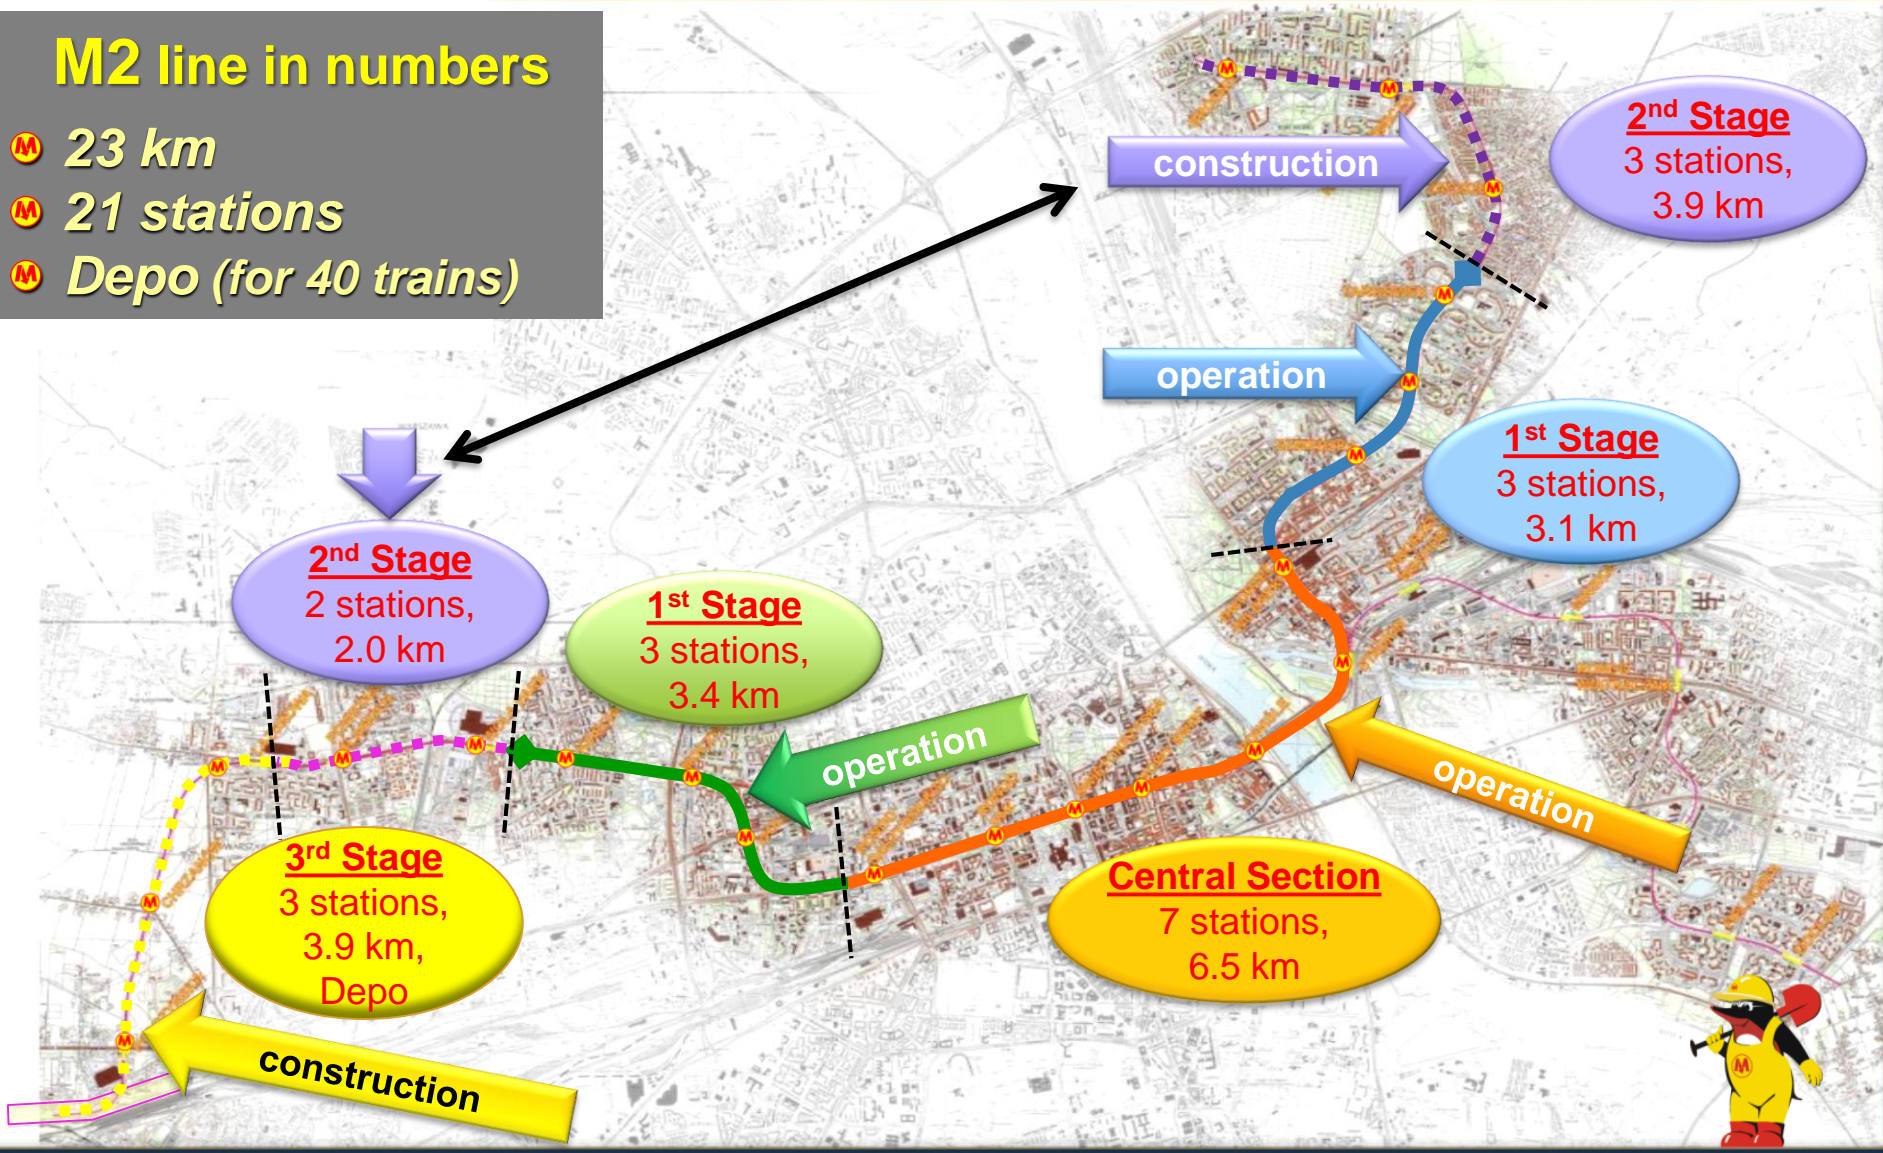 M2 line in numbers
23 km
21 stations
Depo (for 40 trains)
2nd Stage
3 stations,
3.9 km
construction
operation
1st Stage
3 stations,
3.1 km
2nd Stage
2 stations,
2.0 km
1st Stage
3 stations,
3.4 km
operation
operation
3rd Stage
3 stations,
3.9 km,
Depo
Central Section
7 stations,
6.5 km
construction